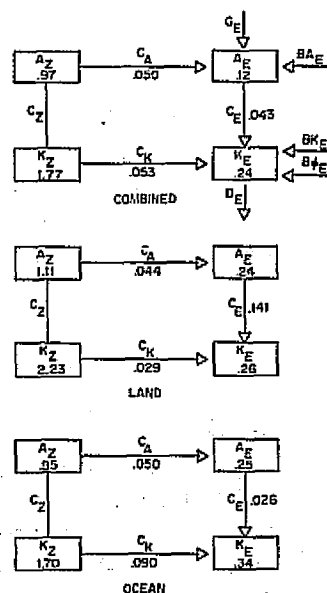 G_E
A_Z
.97
C_A
.050
A_E
.12
BA_E
C_Z
C_E .043
K_Z
1.77
C_K
.053
K_E
.24
BK_E
Bɸ_E
COMBINED
D_E
A_Z
1.11
C_A
.044
A_E
.24
C_Z
C_E .141
K_Z
2.23
C_K
.029
K_E
.26
LAND
A_Z
.95
C_A
.050
A_E
.25
C_Z
C_E .026
K_Z
1.70
C_K
.090
K_E
.34
OCEAN